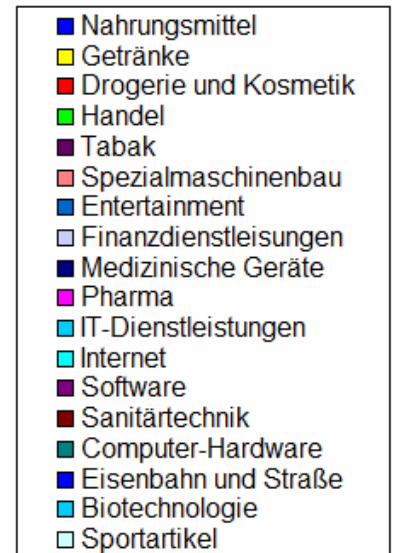 Nahrungsmittel
Getränke
Drogerie und Kosmetik
Handel
Tabak
Spezialmaschinenbau
Entertainment
Finanzdienstleisungen
Medizinische Geräte
Pharma
IT-Dienstleistungen
Internet
Software
Sanitärtechnik
Computer-Hardware
Eisenbahn und Straße
Biotechnologie
Sportartikel